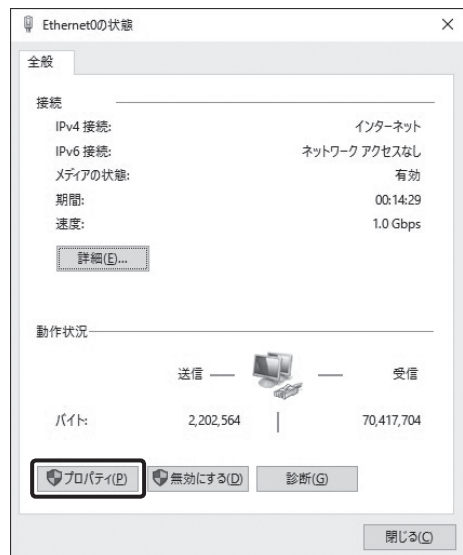 Ethernet0の状態
全般
接続
IPv4 接続: インターネット
IPv6 接続: ネットワーク アクセスなし
メディアの状態: 有効
期間: 00:14:29
速度: 1.0 Gbps
詳細(E)...
動作状況
送信 受信
バイト: 2,202,564 70,417,704
プロパティ(P) 無効にする(D) 診断(G)
閉じる(C)